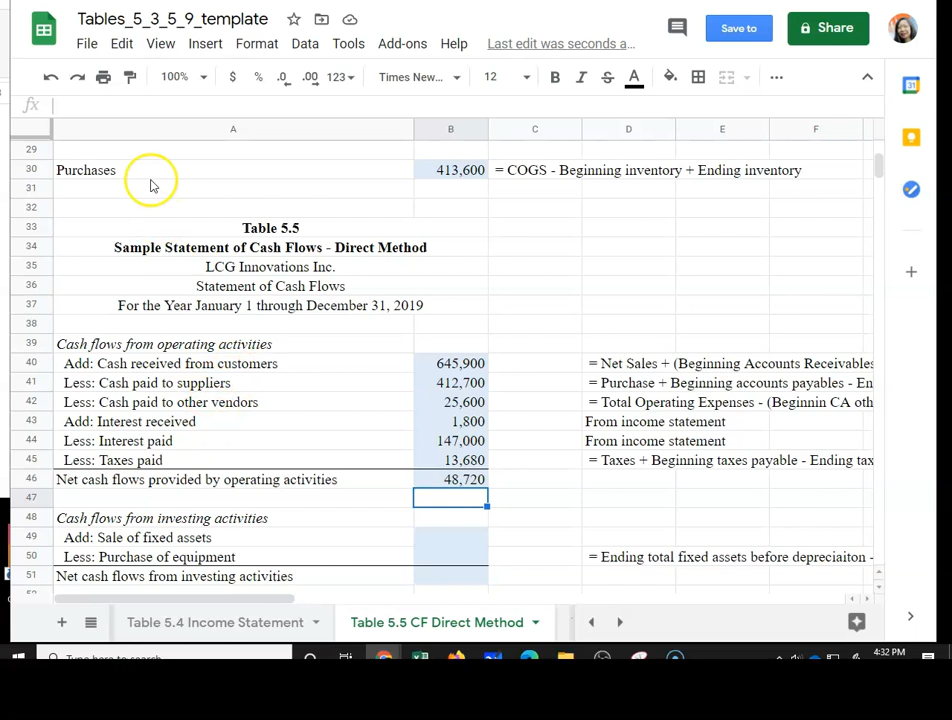 Tables_5_3_5_9_template
File Edit View Insert Format Data Tools Add-ons Help Last edit was seconds a...
Save to
Share
100% $ % .0 .00 123 Times New... 12 B I S A
fx
31
A B C D E F
29
30 Purchases 413,600 = COGS - Beginning inventory + Ending inventory
31
32
33 Table 5.5
34 Sample Statement of Cash Flows - Direct Method
35 LCG Innovations Inc.
36 Statement of Cash Flows
37 For the Year January 1 through December 31, 2019
38
39 Cash flows from operating activities
40 Add: Cash received from customers 645,900 = Net Sales + (Beginning Accounts Receivables
41 Less: Cash paid to suppliers 412,700 = Purchase + Beginning accounts payables - En
42 Less: Cash paid to other vendors 25,600 = Total Operating Expenses - (Beginnin CA oth
43 Add: Interest received 1,800 From income statement
44 Less: Interest paid 147,000 From income statement
45 Less: Taxes paid 13,680 = Taxes + Beginning taxes payable - Ending tax
46 Net cash flows provided by operating activities 48,720
47
48 Cash flows from investing activities
49 Add: Sale of fixed assets
50 Less: Purchase of equipment = Ending total fixed assets before depreciaiton -
51 Net cash flows from investing activities
Table 5.4 Income Statement Table 5.5 CF Direct Method
4:32 PM